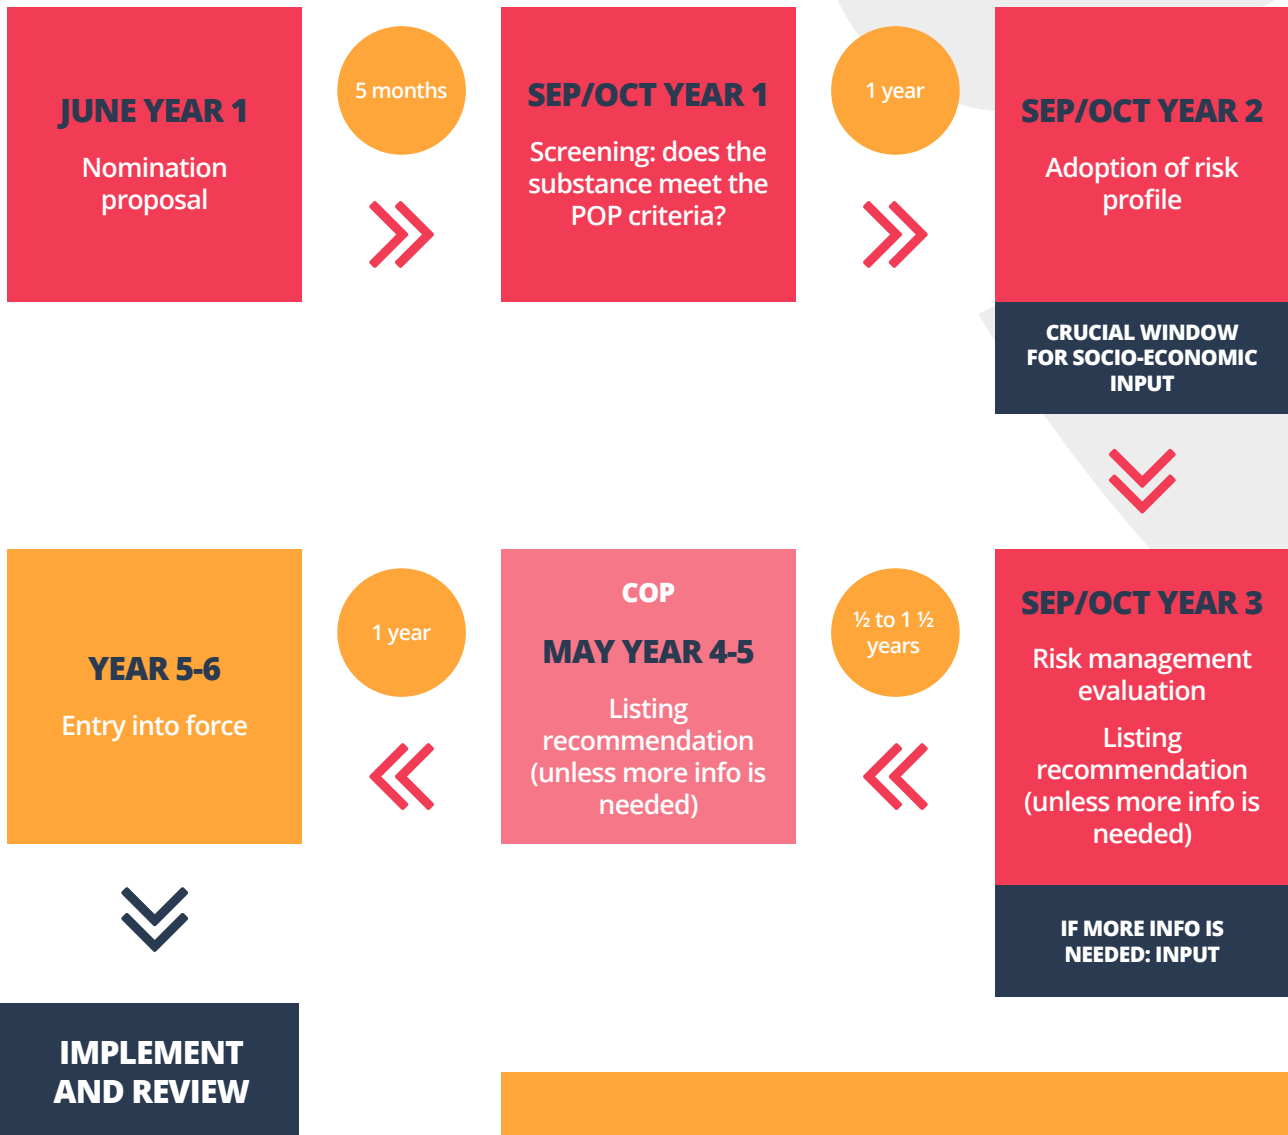 JUNE YEAR 1
Nomination
proposal
5 months
SEP/OCT YEAR 1
Screening: does the
substance meet the
POP criteria?
1 year
SEP/OCT YEAR 2
Adoption of risk
profile
CRUCIAL WINDOW
FOR SOCIO-ECONOMIC
INPUT
SEP/OCT YEAR 3
Risk management
evaluation
Listing
recommendation
(unless more info is
needed)
IF MORE INFO IS
NEEDED: INPUT
½ to 1 ½
years
COP
MAY YEAR 4-5
Listing
recommendation
(unless more info is
needed)
1 year
YEAR 5-6
Entry into force
IMPLEMENT
AND REVIEW